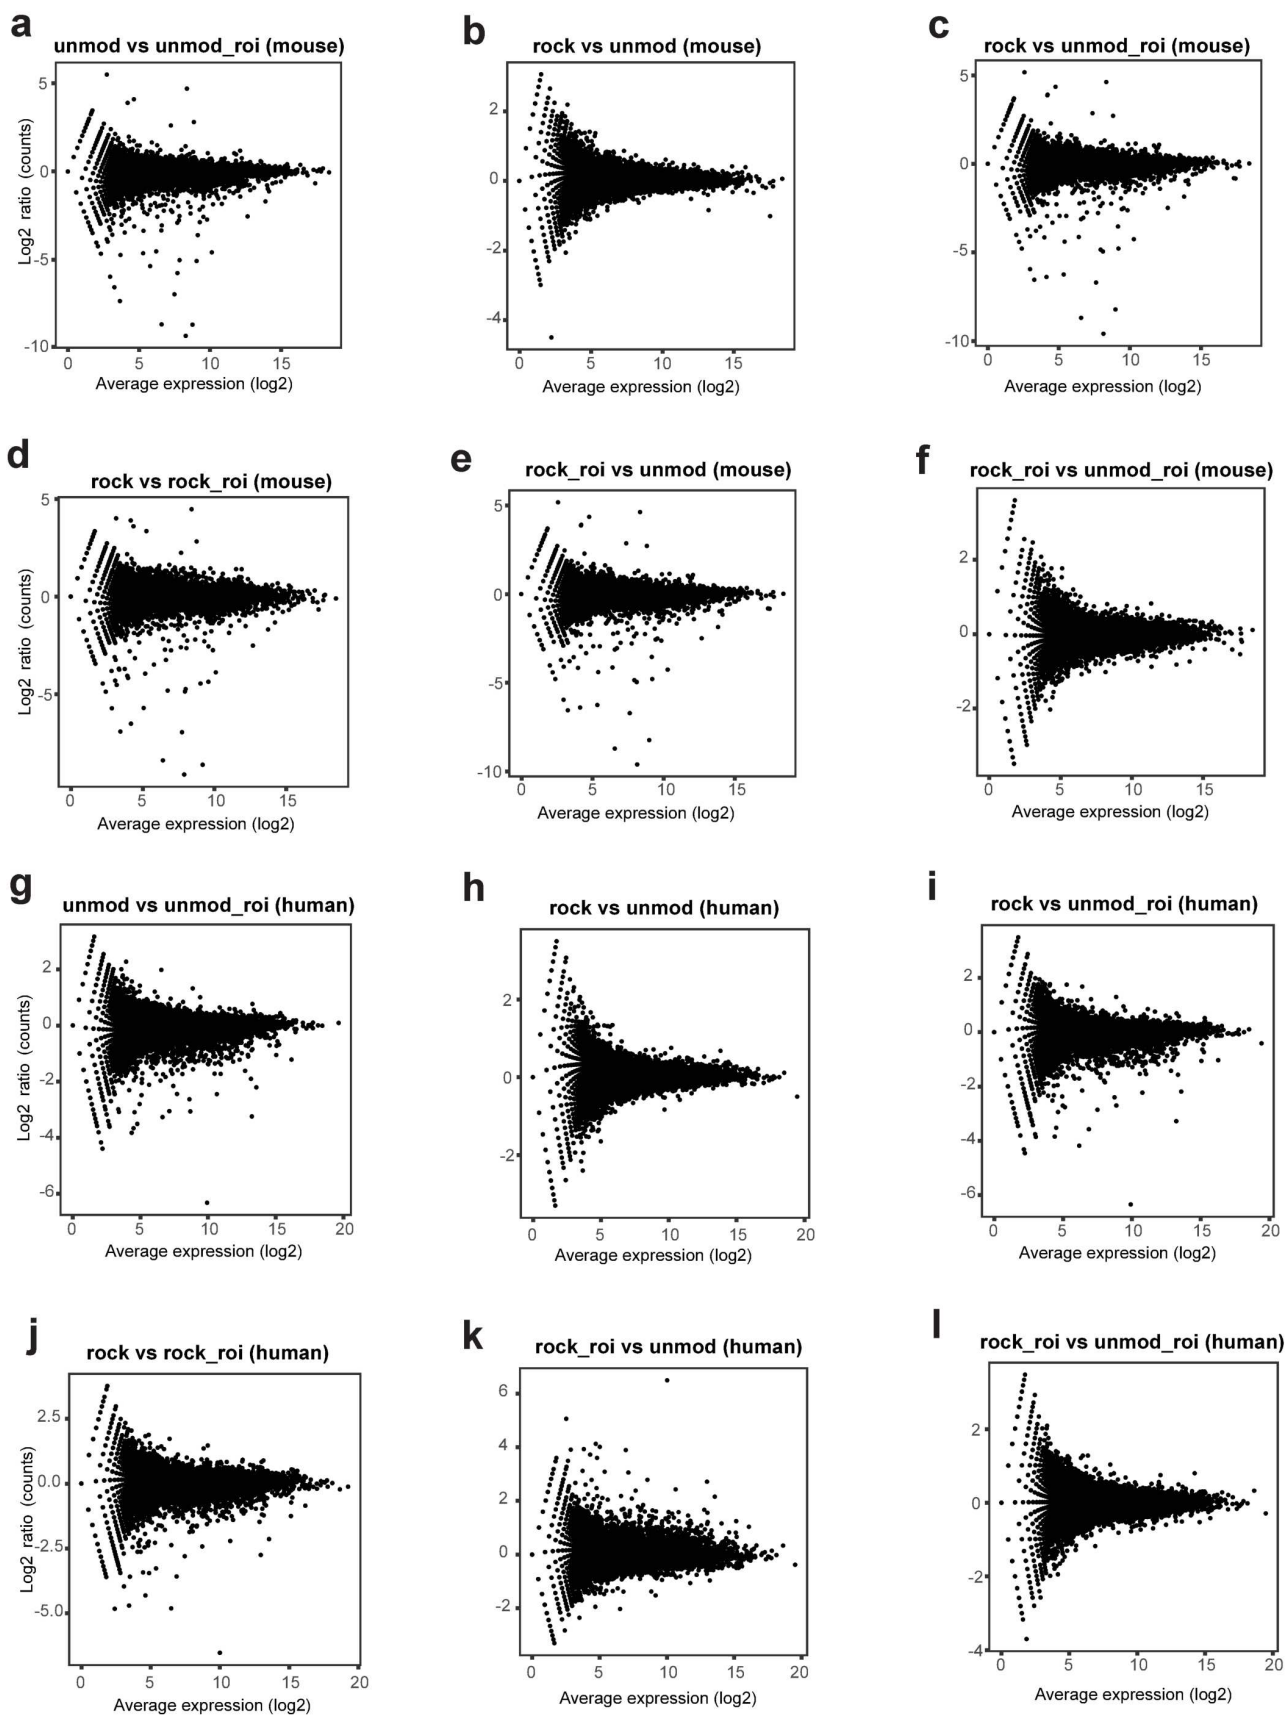 a
unmod vs unmod_roi (mouse)
Log2 ratio (counts)
5
0
-5
-10
0 5 10 15
Average expression (log2)
b
rock vs unmod (mouse)
2
0
-2
-4
0 5 10 15
Average expression (log2)
c
rock vs unmod_roi (mouse)
5
0
-5
-10
0 5 10 15
Average expression (log2)
d
rock vs rock_roi (mouse)
Log2 ratio (counts)
5
0
-5
0 5 10 15
Average expression (log2)
e
rock_roi vs unmod (mouse)
5
0
-5
-10
0 5 10 15
Average expression (log2)
f
rock_roi vs unmod_roi (mouse)
2
0
-2
0 5 10 15
Average expression (log2)
g
unmod vs unmod_roi (human)
Log2 ratio (counts)
2
0
-2
-4
-6
0 5 10 15 20
Average expression (log2)
h
rock vs unmod (human)
2
0
-2
0 5 10 15 20
Average expression (log2)
i
rock vs unmod_roi (human)
2
0
-2
-4
-6
0 5 10 15 20
Average expression (log2)
j
rock vs rock_roi (human)
Log2 ratio (counts)
2.5
0.0
-2.5
-5.0
0 5 10 15 20
Average expression (log2)
k
rock_roi vs unmod (human)
6
4
2
0
-2
0 5 10 15 20
Average expression (log2)
l
rock_roi vs unmod_roi (human)
2
0
-2
-4
0 5 10 15 20
Average expression (log2)